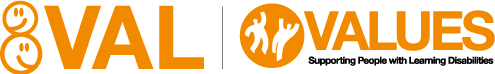 VAL
VALUES
Supporting People with Learning Disabilities